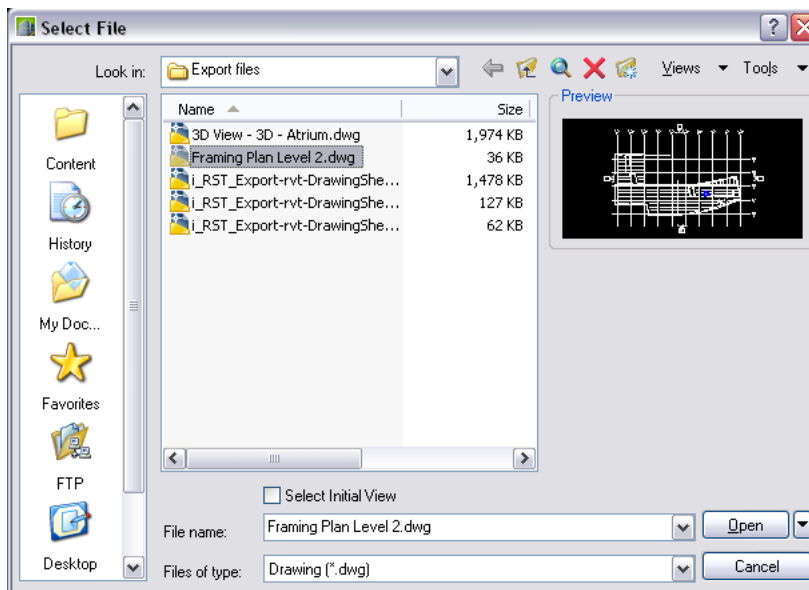 Select File
Look in: Export files Views Tools
Name Size
3D View - 3D - Atrium.dwg 1,974 KB
Framing Plan Level 2.dwg 36 KB
i_RST_Export-rvt-DrawingShe... 1,478 KB
i_RST_Export-rvt-DrawingShe... 127 KB
i_RST_Export-rvt-DrawingShe... 62 KB
Preview
Content
History
My Doc...
Favorites
FTP
Desktop
Select Initial View
File name: Framing Plan Level 2.dwg Open
Files of type: Drawing (*.dwg) Cancel